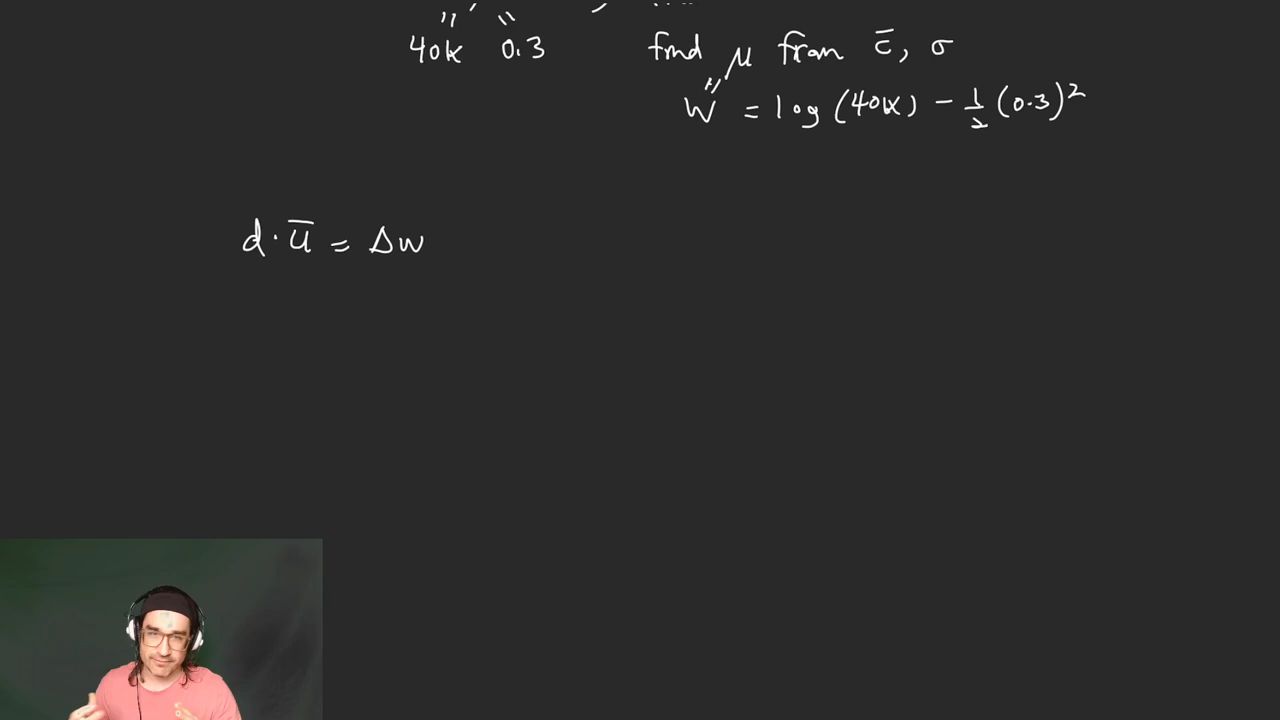 40k 0.3 find μ from c̄, σ
w = log (40k) - 1/2 (0.3)²
d · ū = Δw